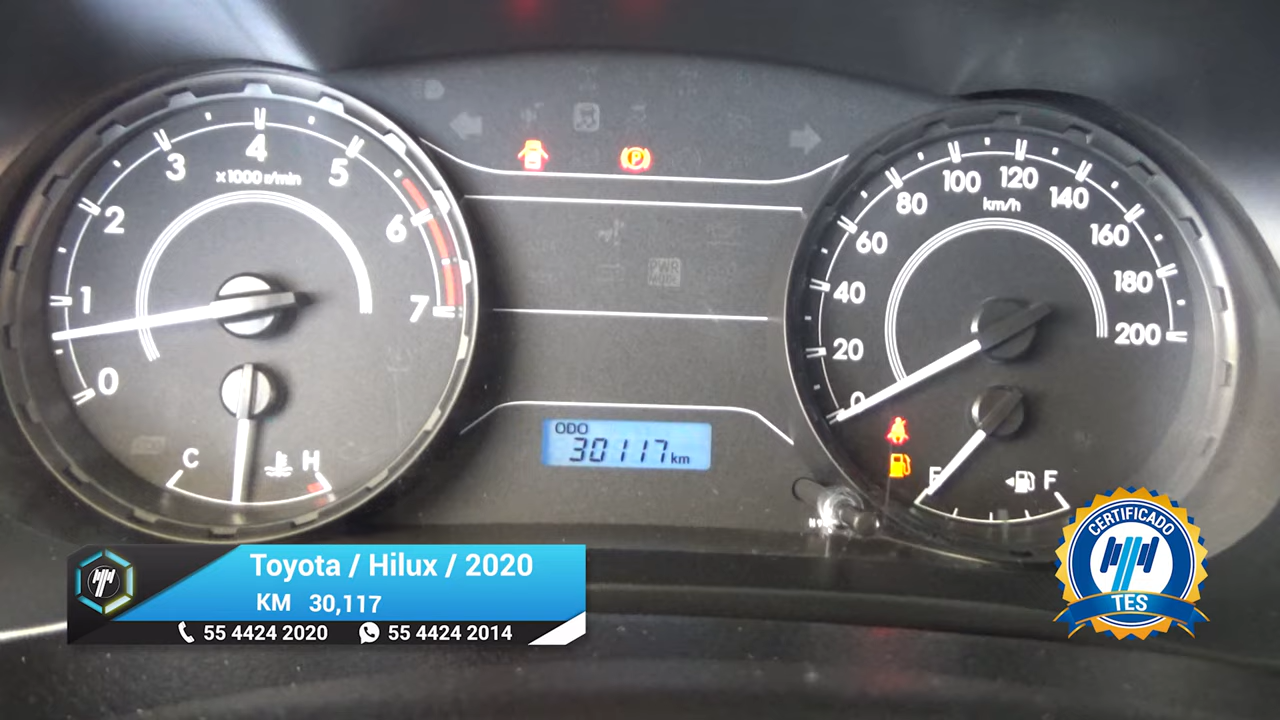 0 1 2 3 4 5 6 7
x1000 r/min
C H
P
PWR
ODO
30117 km
0 20 40 60 80 100 120 140 160 180 200
km/h
E F
Toyota / Hilux / 2020
KM 30,117
55 4424 2020 55 4424 2014
CERTIFICADO
TES